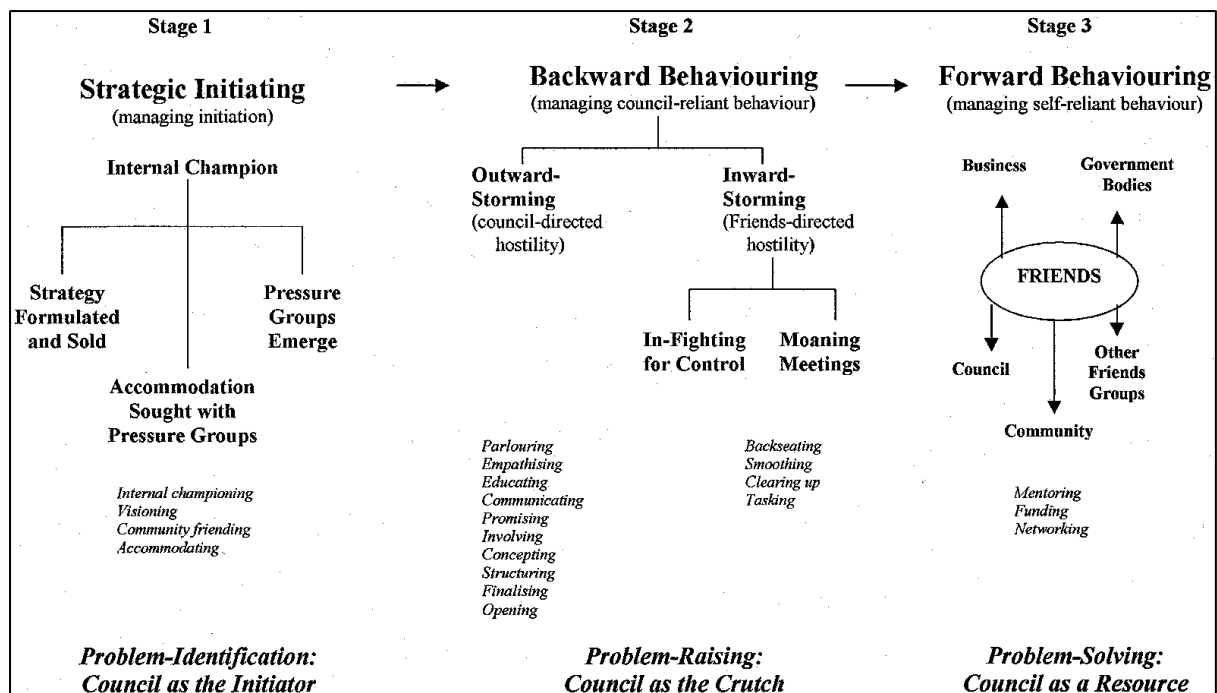 Stage 1
Strategic Initiating
(managing initiation)
Internal Champion
Strategy
Formulated
and Sold
Pressure
Groups
Emerge
Accommodation
Sought with
Pressure Groups
Internal championing
Visioning
Community friending
Accommodating
Problem-Identification:
Council as the Initiator
Stage 2
Backward Behaviouring
(managing council-reliant behaviour)
Outward-
Storming
(council-directed
hostility)
Inward-
Storming
(Friends-directed
hostility)
In-Fighting
for Control
Moaning
Meetings
Parlouring
Empathising
Educating
Communicating
Promising
Involving
Concepting
Structuring
Finalising
Opening
Backseating
Smoothing
Clearing up
Tasking
Problem-Raising:
Council as the Crutch
Stage 3
Forward Behaviouring
(managing self-reliant behaviour)
Business
Government
Bodies
FRIENDS
Council
Other
Friends
Groups
Community
Mentoring
Funding
Networking
Problem-Solving:
Council as a Resource